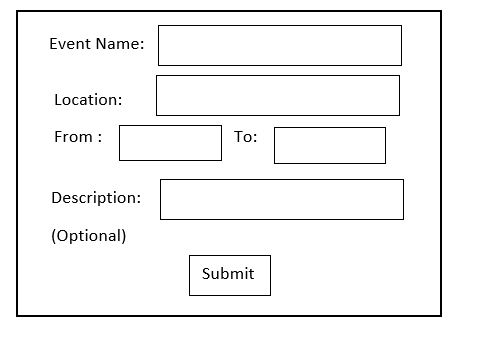 Event Name:
Location:
From : To:
Description:
(Optional)
Submit